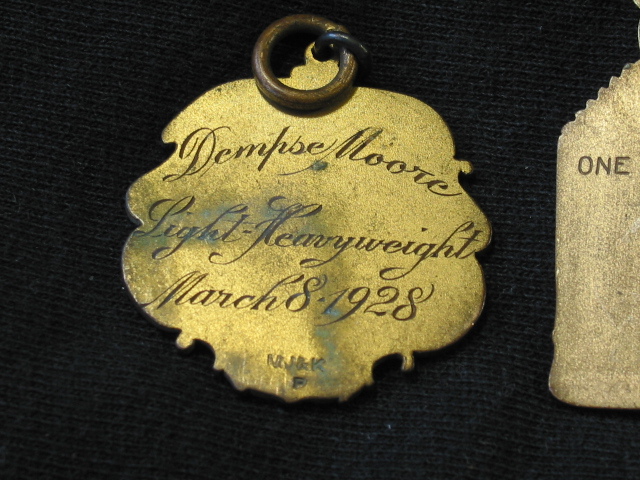 Dempse Moore
Light-Heavyweight
March 8·1928
ONE